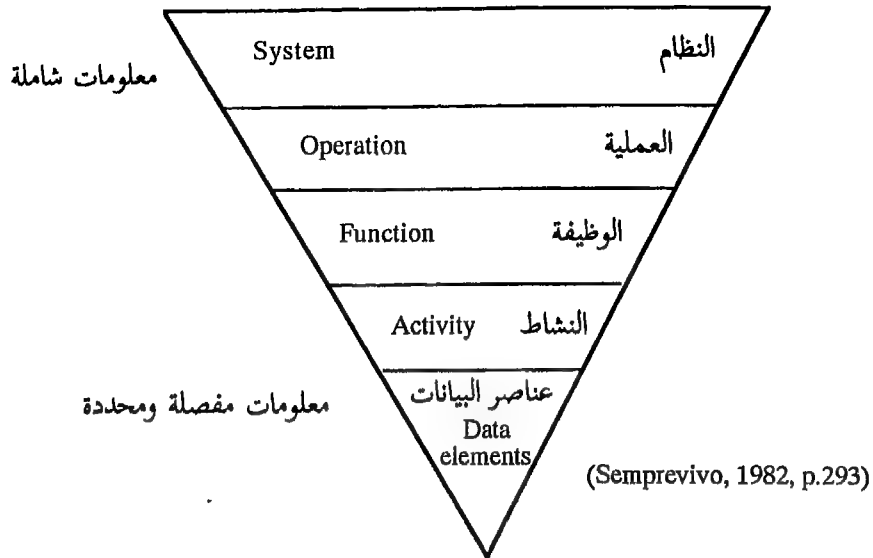 System النظام
معلومات شاملة
Operation العملية
Function الوظيفة
Activity النشاط
عناصر البيانات
معلومات مفصلة ومحددة
Data
elements
(Semprevivo, 1982, p.293)